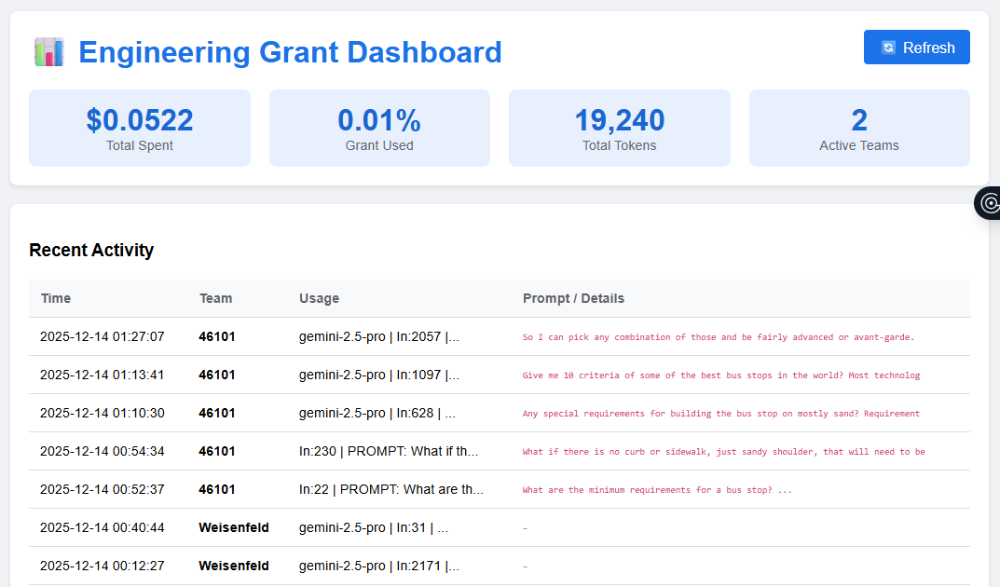 Engineering Grant Dashboard
Refresh
$0.0522
Total Spent
0.01%
Grant Used
19,240
Total Tokens
2
Active Teams
Recent Activity
Time Team Usage Prompt / Details
2025-12-14 01:27:07 46101 gemini-2.5-pro | In:2057 |... So I can pick any combination of those and be fairly advanced or avant-garde.
2025-12-14 01:13:41 46101 gemini-2.5-pro | In:1097 |... Give me 10 criteria of some of the best bus stops in the world? Most technolog
2025-12-14 01:10:30 46101 gemini-2.5-pro | In:628 | ... Any special requirements for building the bus stop on mostly sand? Requirement
2025-12-14 00:54:34 46101 In:230 | PROMPT: What if th... What if there is no curb or sidewalk, just sandy shoulder, that will need to be
2025-12-14 00:52:37 46101 In:22 | PROMPT: What are th... What are the minimum requirements for a bus stop? ...
2025-12-14 00:40:44 Weisenfeld gemini-2.5-pro | In:31 | ... -
2025-12-14 00:12:27 Weisenfeld gemini-2.5-pro | In:2171 |... -